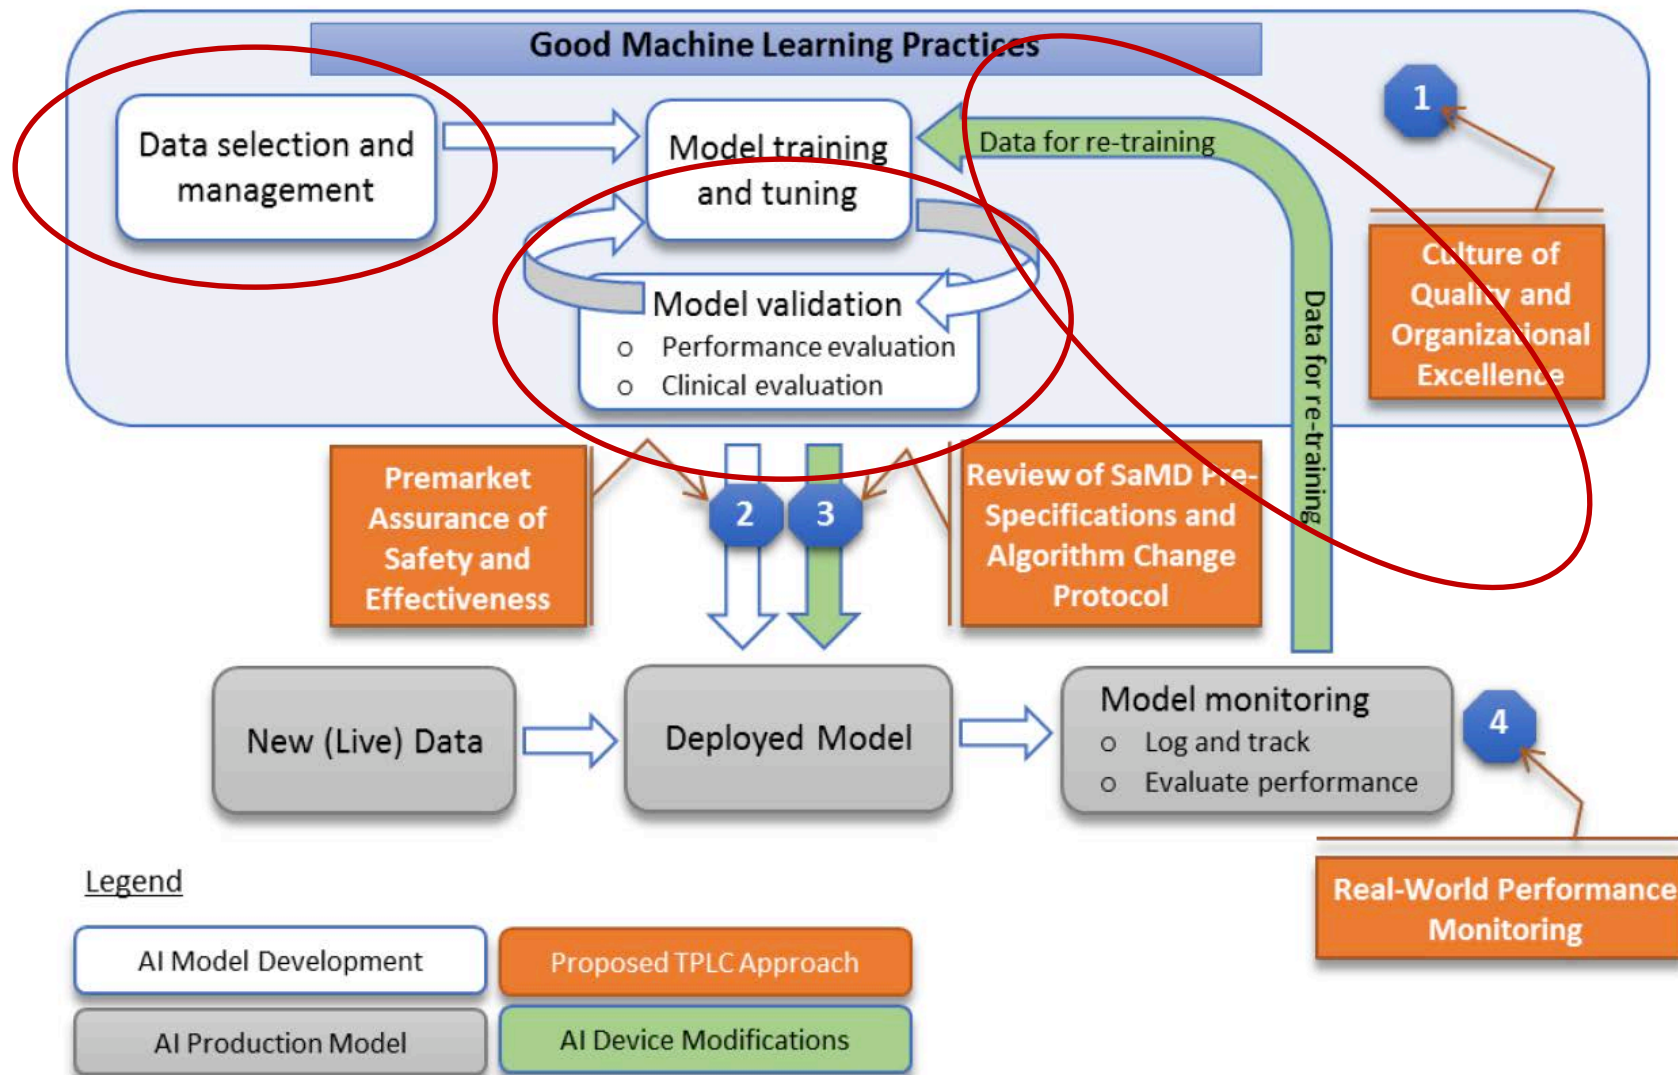 Good Machine Learning Practices
Data selection and
management
Model training
and tuning
Data for re-training
1
Culture of
Quality and
Organizational
Excellence
Model validation
o Performance evaluation
o Clinical evaluation
Data for re-training
Premarket
Assurance of
Safety and
Effectiveness
2
3
Review of SaMD Pre-
Specifications and
Algorithm Change
Protocol
New (Live) Data
Deployed Model
Model monitoring
o Log and track
o Evaluate performance
4
Real-World Performance
Monitoring
Legend
AI Model Development
Proposed TPLC Approach
AI Production Model
AI Device Modifications